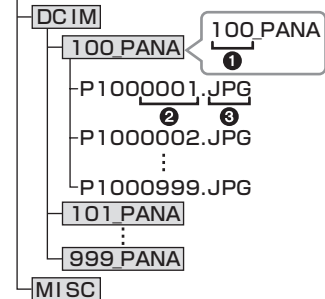 DCIM
100_PANA
100_PANA
❶
P1000001.JPG
❷ ❸
P1000002.JPG
P1000999.JPG
101_PANA
999_PANA
MISC